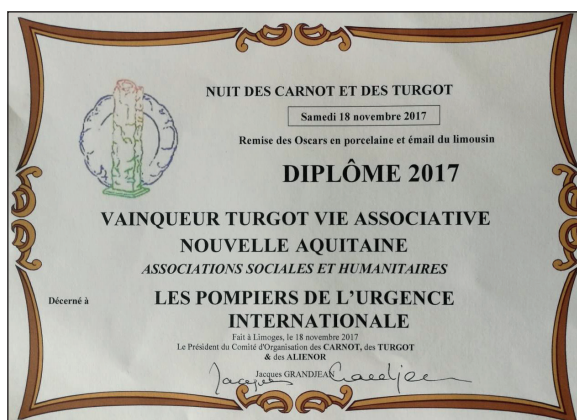 NUIT DES CARNOT ET DES TURGOT
Samedi 18 novembre 2017
Remise des Oscars en porcelaine et émail du limousin
DIPLÔME 2017
VAINQUEUR TURGOT VIE ASSOCIATIVE
NOUVELLE AQUITAINE
ASSOCIATIONS SOCIALES ET HUMANITAIRES
Décerné à
LES POMPIERS DE L'URGENCE
INTERNATIONALE
Fait à Limoges, le 18 novembre 2017
Le Président du Comité d'Organisation des CARNOT, des TURGOT
& des ALIENOR
Jacques GRANDJEAN
Jacques Grandjean